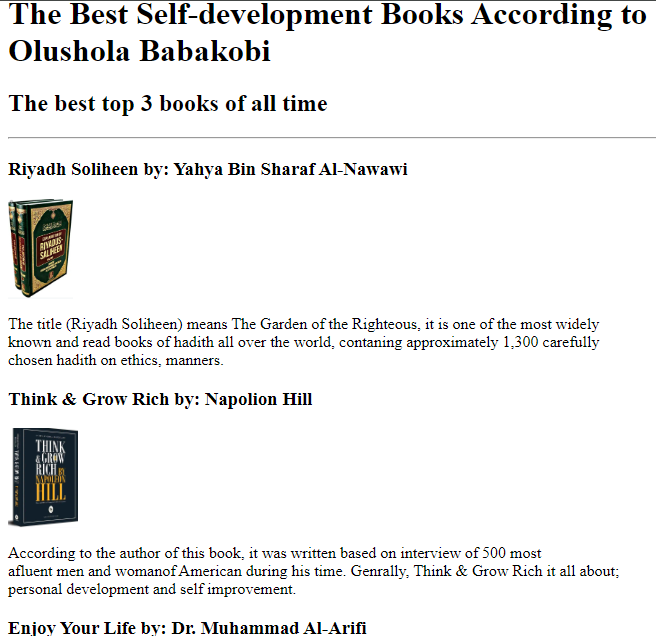 The Best Self-development Books According to
Olushola Babakobi
The best top 3 books of all time
Riyadh Soliheen by: Yahya Bin Sharaf Al-Nawawi
RIYADUS-
SALIHEEN
The title (Riyadh Soliheen) means The Garden of the Righteous, it is one of the most widely
known and read books of hadith all over the world, contaning approximately 1,300 carefully
chosen hadith on ethics, manners.
Think & Grow Rich by: Napolion Hill
THINK
& GROW
RICH BY
NAPOLEON
HILL
According to the author of this book, it was written based on interview of 500 most
afluent men and womanof American during his time. Genrally, Think & Grow Rich it all about;
personal development and self improvement.
Enjoy Your Life by: Dr. Muhammad Al-Arifi